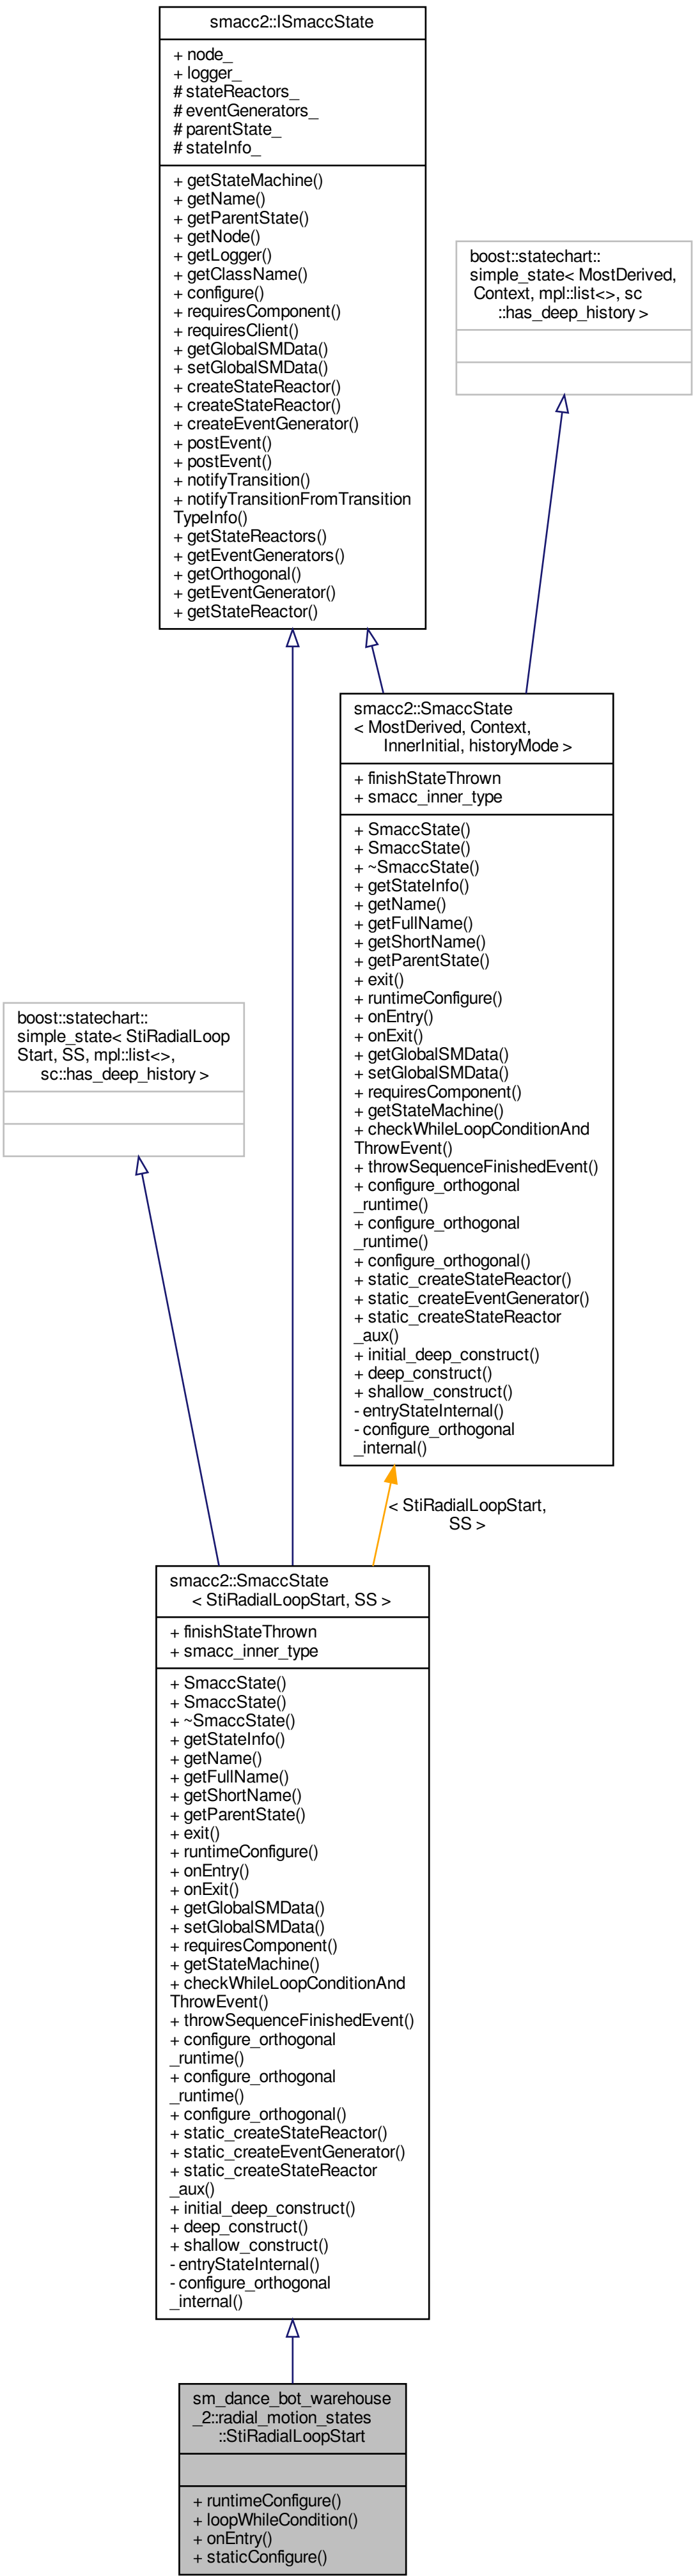 smacc2::ISmaccState
+ node_
+ logger_
# stateReactors_
# eventGenerators_
# parentState_
# stateInfo_
+ getStateMachine()
+ getName()
+ getParentState()
+ getNode()
+ getLogger()
+ getClassName()
+ configure()
+ requiresComponent()
+ requiresClient()
+ getGlobalSMData()
+ setGlobalSMData()
+ createStateReactor()
+ createStateReactor()
+ createEventGenerator()
+ postEvent()
+ postEvent()
+ notifyTransition()
+ notifyTransitionFromTransition
TypeInfo()
+ getStateReactors()
+ getEventGenerators()
+ getOrthogonal()
+ getEventGenerator()
+ getStateReactor()
boost::statechart::
simple_state< MostDerived,
Context, mpl::list<>, sc
::has_deep_history >
smacc2::SmaccState
< MostDerived, Context,
InnerInitial, historyMode >
+ finishStateThrown
+ smacc_inner_type
+ SmaccState()
+ SmaccState()
+ ~SmaccState()
+ getStateInfo()
+ getName()
+ getFullName()
+ getShortName()
+ getParentState()
+ exit()
+ runtimeConfigure()
+ onEntry()
+ onExit()
+ getGlobalSMData()
+ setGlobalSMData()
+ requiresComponent()
+ getStateMachine()
+ checkWhileLoopConditionAnd
ThrowEvent()
+ throwSequenceFinishedEvent()
+ configure_orthogonal
_runtime()
+ configure_orthogonal
_runtime()
+ configure_orthogonal()
+ static_createStateReactor()
+ static_createEventGenerator()
+ static_createStateReactor
_aux()
+ initial_deep_construct()
+ deep_construct()
+ shallow_construct()
- entryStateInternal()
- configure_orthogonal
_internal()
boost::statechart::
simple_state< StiRadialLoop
Start, SS, mpl::list<>,
sc::has_deep_history >
< StiRadialLoopStart,
SS >
smacc2::SmaccState
< StiRadialLoopStart, SS >
+ finishStateThrown
+ smacc_inner_type
+ SmaccState()
+ SmaccState()
+ ~SmaccState()
+ getStateInfo()
+ getName()
+ getFullName()
+ getShortName()
+ getParentState()
+ exit()
+ runtimeConfigure()
+ onEntry()
+ onExit()
+ getGlobalSMData()
+ setGlobalSMData()
+ requiresComponent()
+ getStateMachine()
+ checkWhileLoopConditionAnd
ThrowEvent()
+ throwSequenceFinishedEvent()
+ configure_orthogonal
_runtime()
+ configure_orthogonal
_runtime()
+ configure_orthogonal()
+ static_createStateReactor()
+ static_createEventGenerator()
+ static_createStateReactor
_aux()
+ initial_deep_construct()
+ deep_construct()
+ shallow_construct()
- entryStateInternal()
- configure_orthogonal
_internal()
sm_dance_bot_warehouse
_2::radial_motion_states
::StiRadialLoopStart
+ runtimeConfigure()
+ loopWhileCondition()
+ onEntry()
+ staticConfigure()